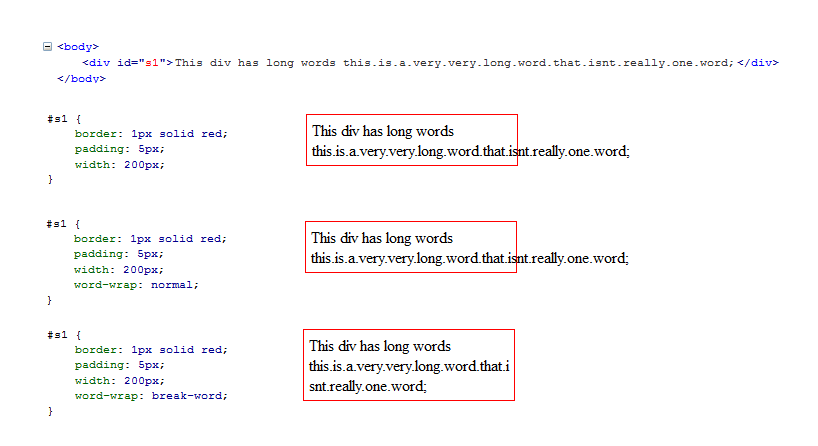 <body>
<div id="s1">This div has long words this.is.a.very.very.long.word.that.isnt.really.one.word;</div>
</body>
#s1 {
border: 1px solid red;
padding: 5px;
width: 200px;
}
This div has long words
this.is.a.very.very.long.word.that.isnt.really.one.word;
#s1 {
border: 1px solid red;
padding: 5px;
width: 200px;
word-wrap: normal;
}
This div has long words
this.is.a.very.very.long.word.that.isnt.really.one.word;
#s1 {
border: 1px solid red;
padding: 5px;
width: 200px;
word-wrap: break-word;
}
This div has long words
this.is.a.very.very.long.word.that.i
snt.really.one.word;